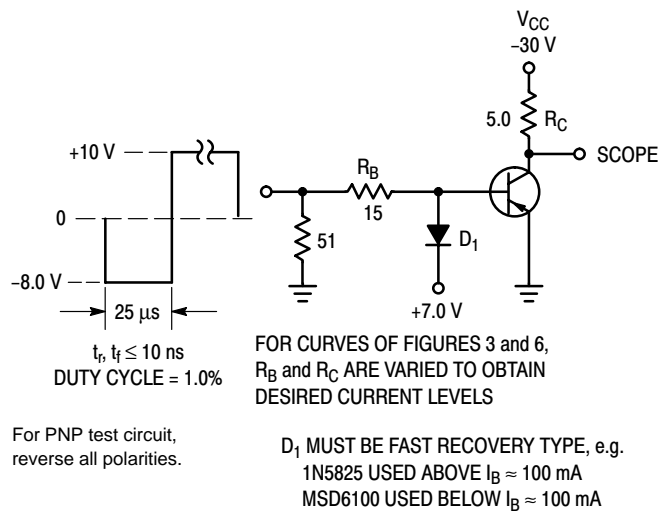 V_CC
−30 V
5.0 R_C
SCOPE
+10 V
R_B
15
0
51
D_1
−8.0 V
+7.0 V
25 µs
t_r, t_f ≤ 10 ns
DUTY CYCLE = 1.0%
FOR CURVES OF FIGURES 3 and 6,
R_B and R_C ARE VARIED TO OBTAIN
DESIRED CURRENT LEVELS
For PNP test circuit,
reverse all polarities.
D_1 MUST BE FAST RECOVERY TYPE, e.g.
1N5825 USED ABOVE I_B ≈ 100 mA
MSD6100 USED BELOW I_B ≈ 100 mA